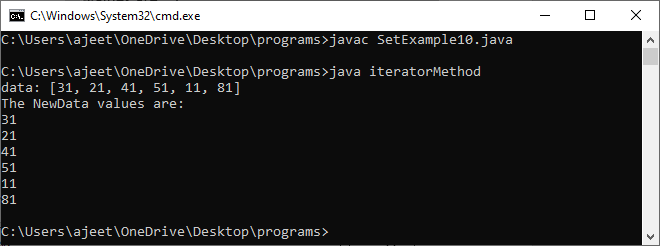 C:\Windows\System32\cmd.exe
C:\Users\ajeet\OneDrive\Desktop\programs>javac SetExample10.java
C:\Users\ajeet\OneDrive\Desktop\programs>java iteratorMethod
data: [31, 21, 41, 51, 11, 81]
The NewData values are:
31
21
41
51
11
81
C:\Users\ajeet\OneDrive\Desktop\programs>